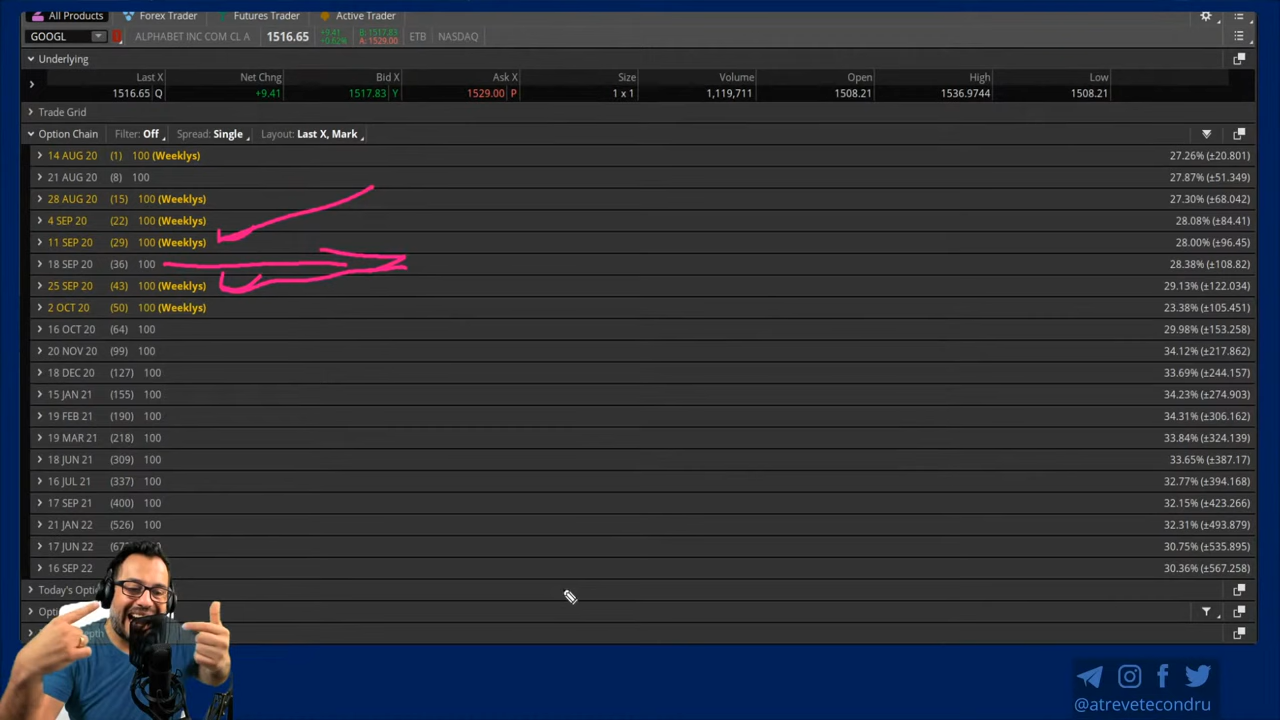 All Products Forex Trader Futures Trader Active Trader
GOOGL ALPHABET INC COM CL A 1516.65 +9.41 +0.62% B: 1517.83 A: 1529.00 ETB NASDAQ
Underlying
Last X Net Chng Bid X Ask X Size Volume Open High Low
1516.65 Q +9.41 1517.83 Y 1529.00 P 1 x 1 1,119,711 1508.21 1536.9744 1508.21
Trade Grid
Option Chain Filter: Off Spread: Single Layout: Last X, Mark
14 AUG 20 (1) 100 (Weeklys) 27.26% (±20.801)
21 AUG 20 (8) 100 27.87% (±51.349)
28 AUG 20 (15) 100 (Weeklys) 27.30% (±68.042)
4 SEP 20 (22) 100 (Weeklys) 28.08% (±84.41)
11 SEP 20 (29) 100 (Weeklys) 28.00% (±96.45)
18 SEP 20 (36) 100 28.38% (±108.82)
25 SEP 20 (43) 100 (Weeklys) 29.13% (±122.034)
2 OCT 20 (50) 100 (Weeklys) 23.38% (±105.451)
16 OCT 20 (64) 100 29.98% (±153.258)
20 NOV 20 (99) 100 34.12% (±217.862)
18 DEC 20 (127) 100 33.69% (±244.157)
15 JAN 21 (155) 100 34.23% (±274.903)
19 FEB 21 (190) 100 34.31% (±306.162)
19 MAR 21 (218) 100 33.84% (±324.139)
18 JUN 21 (309) 100 33.65% (±387.17)
16 JUL 21 (337) 100 32.77% (±394.168)
17 SEP 21 (400) 100 32.15% (±423.266)
21 JAN 22 (526) 100 32.31% (±493.879)
17 JUN 22 30.75% (±535.895)
16 SEP 22 30.36% (±567.258)
Today's
@atrevetecondru